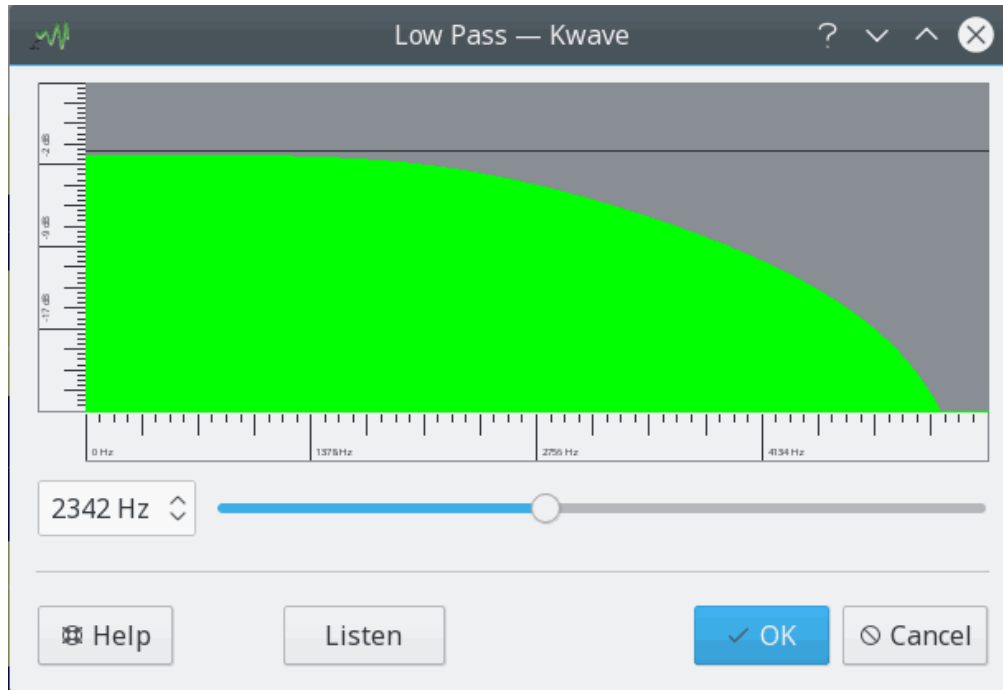 Low Pass — Kwave
-2 dB
-9 dB
-17 dB
0 Hz
1378Hz
2756 Hz
4134 Hz
2342 Hz
Help
Listen
OK
Cancel